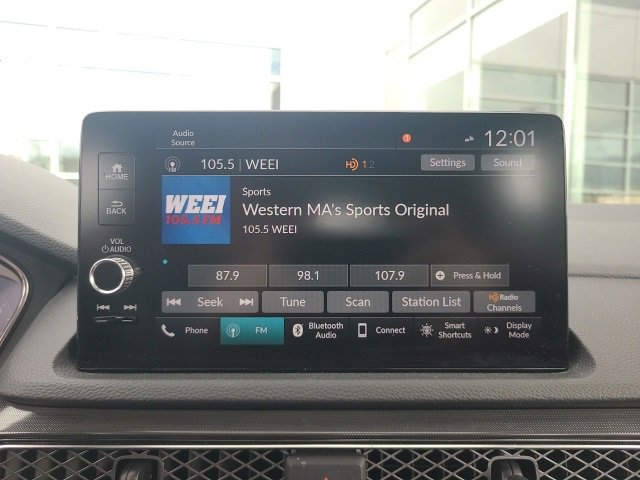 Audio
Source
12:01
HOME
BACK
VOL
AUDIO
FM
105.5 | WEEI
HD 1 2
Settings
Sound
WEEI
105.5 FM
Sports
Western MA's Sports Original
105.5 WEEI
87.9
98.1
107.9
Press & Hold
Seek
Tune
Scan
Station List
HD Radio
Channels
Phone
FM
Bluetooth
Audio
Connect
Smart
Shortcuts
Display
Mode